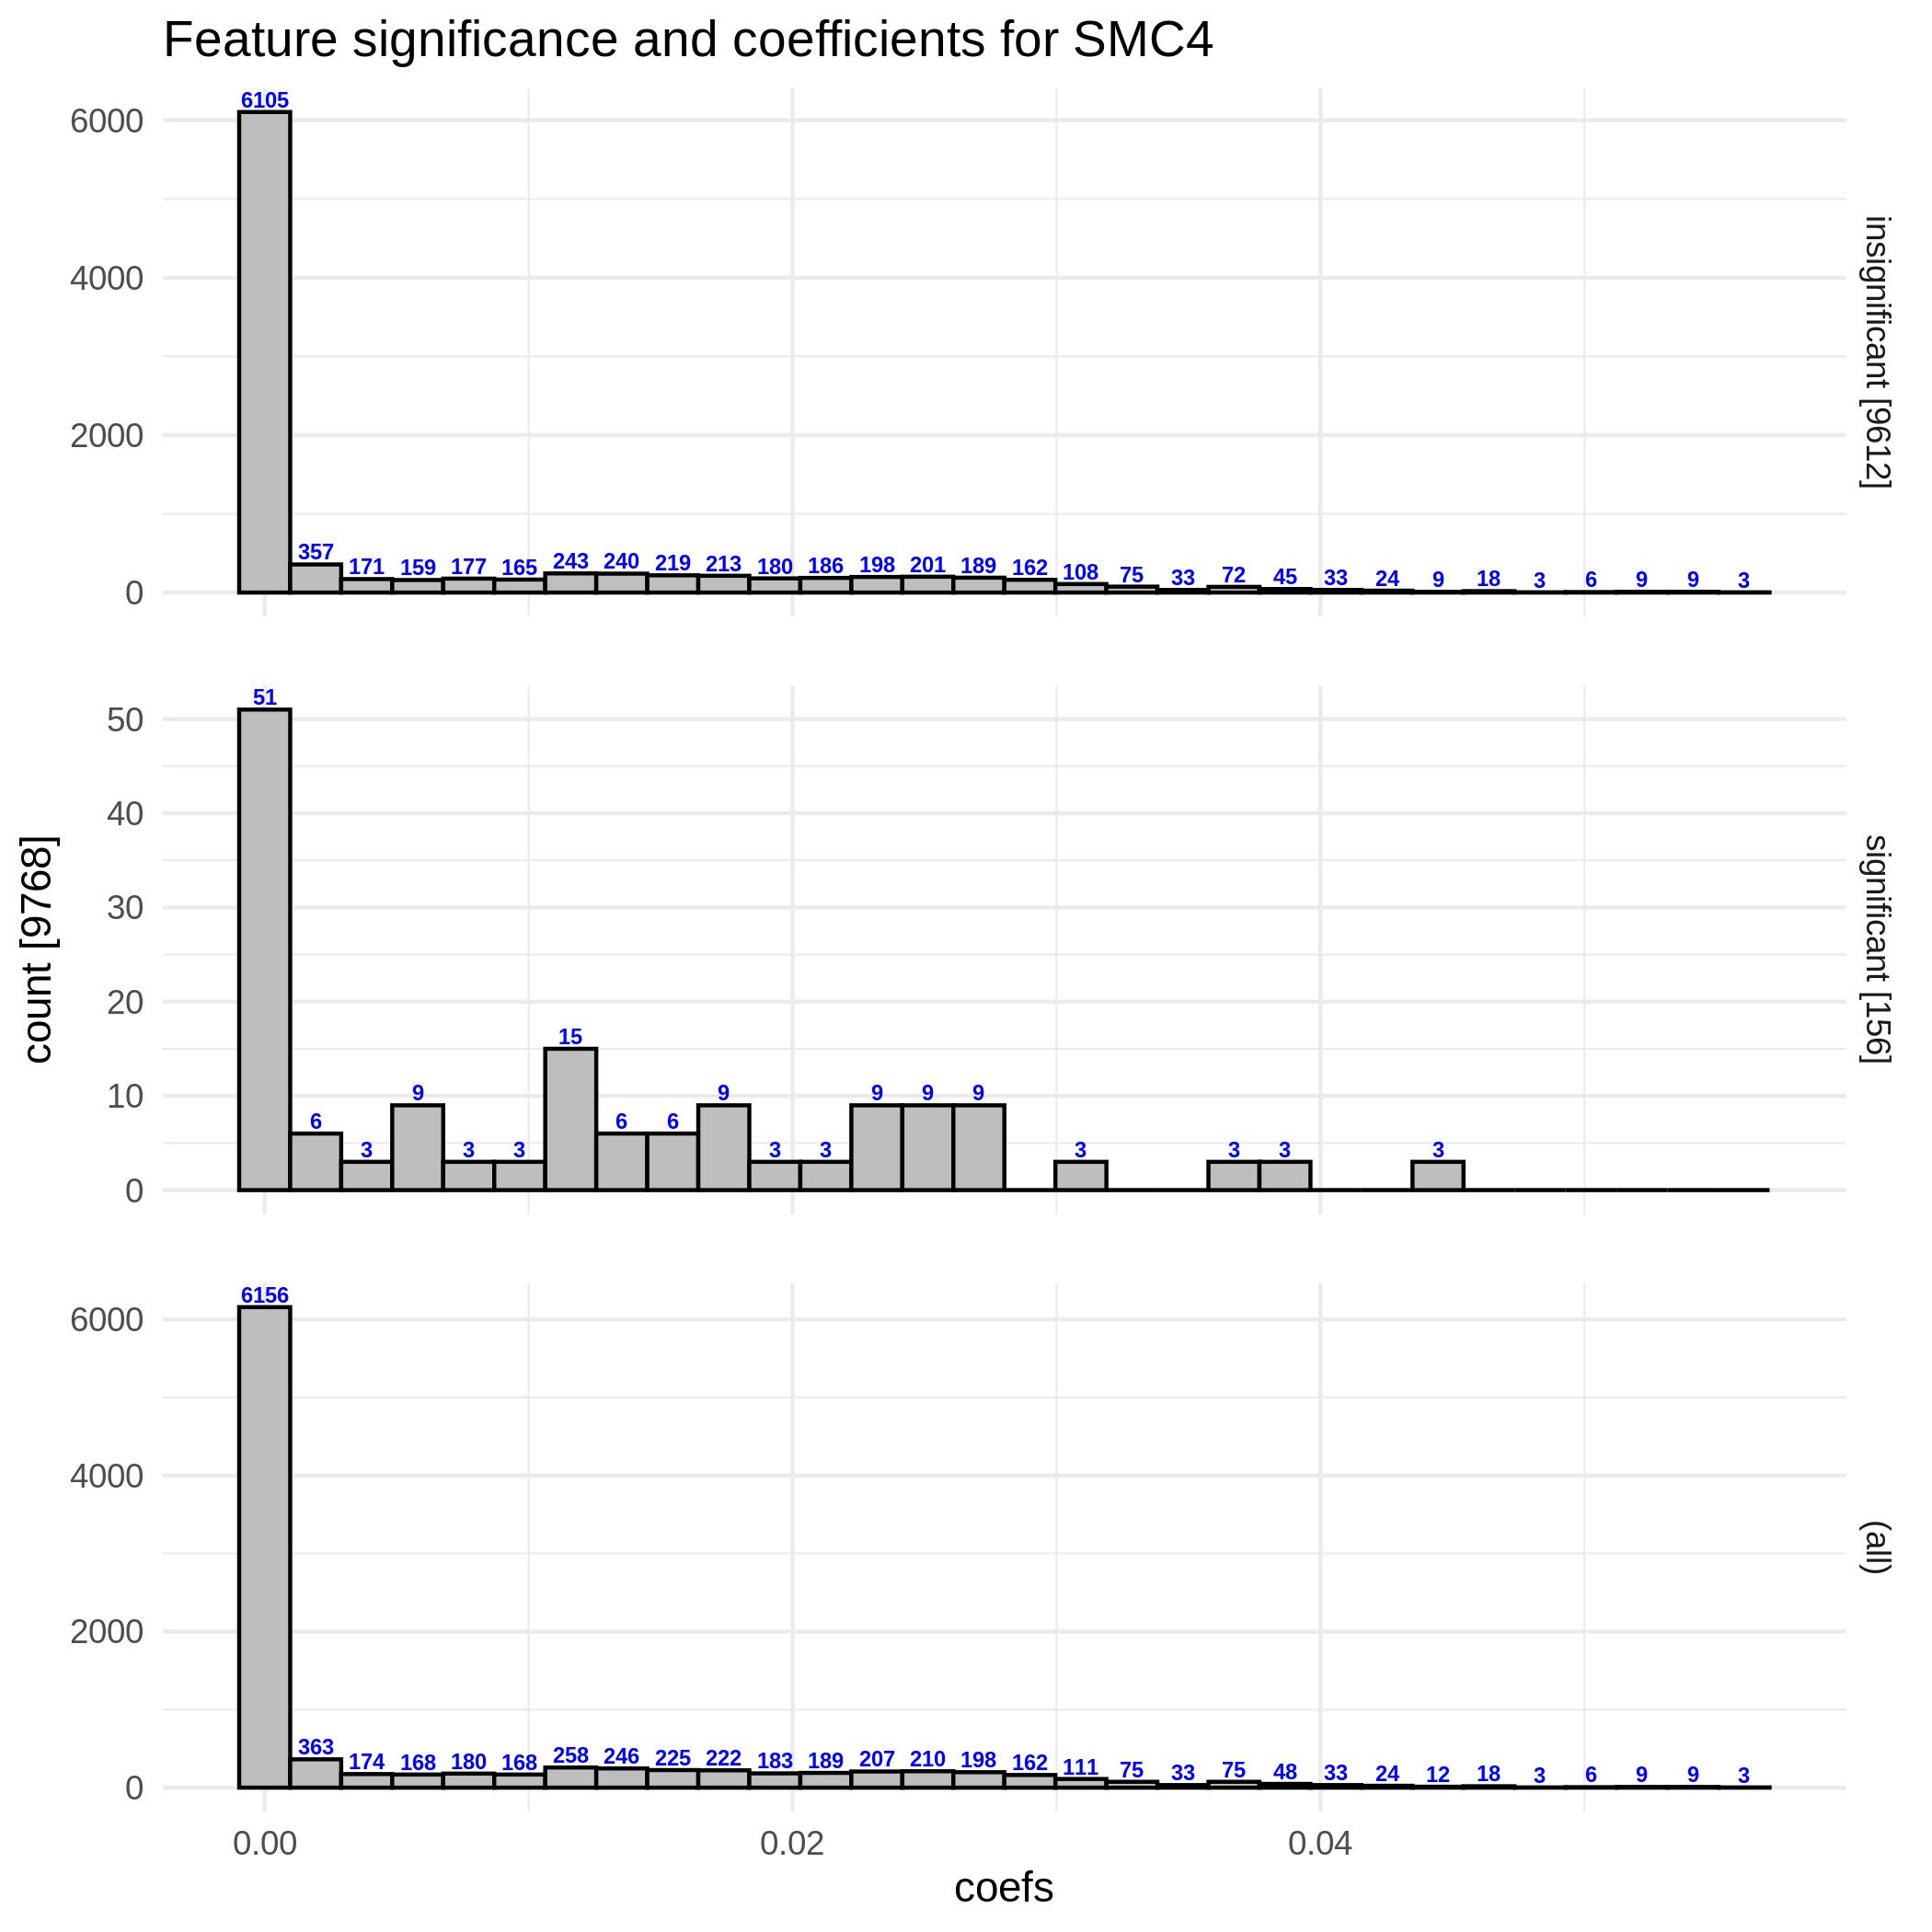 Feature significance and coefficients for SMC4
6105
6000
4000
2000
0
357 171 159 177 165 243 240 219 213 180 186 198 201 189 162 108 75 33 72 45 33 24 9 18 3 6 9 9 3
insignificant [9612]
51
50
40
30
20
10
0
6 3 9 3 3 15 6 6 9 3 3 9 9 9 3 3 3 3
significant [156]
count [9768]
6156
6000
4000
2000
0
363 174 168 180 168 258 246 225 222 183 189 207 210 198 162 111 75 33 75 48 33 24 12 18 3 6 9 9 3
(all)
0.00 0.02 0.04
coefs